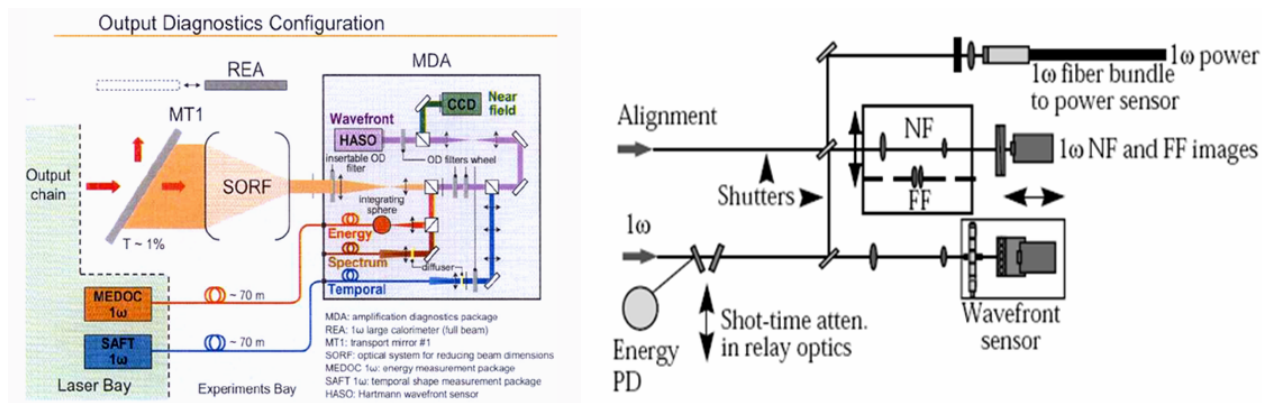 Output Diagnostics Configuration
REA
MDA
MT1
CCD
Near
field
Wavefront
HASO
insertable OD
filter
OD filters wheel
Output
chain
SORF
integrating
sphere
Energy
T ~ 1%
Spectrum
diffuser
Temporal
MEDOC
1ω
~ 70 m
SAFT
1ω
~ 70 m
Laser Bay
Experiments Bay
MDA: amplification diagnostics package
REA: 1ω large calorimeter (full beam)
MT1: transport mirror #1
SORF: optical system for reducing beam dimensions
MEDOC 1ω: energy measurement package
SAFT 1ω: temporal shape measurement package
HASO: Hartmann wavefront sensor
1ω power
1ω fiber bundle
to power sensor
Alignment
NF
1ω NF and FF images
Shutters
FF
1ω
Wavefront
sensor
Shot-time atten.
in relay optics
Energy
PD